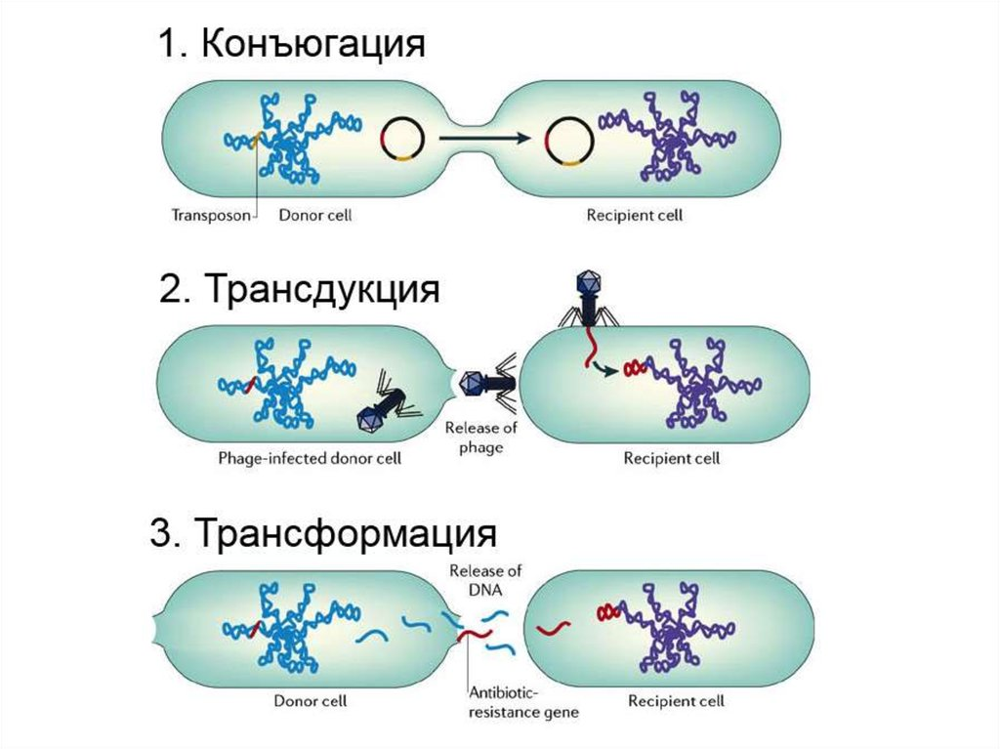 1. Конъюгация
Transposon
Donor cell
Recipient cell
2. Трансдукция
Release of
phage
Phage-infected donor cell
Recipient cell
3. Трансформация
Release of
DNA
Antibiotic-
resistance gene
Donor cell
Recipient cell